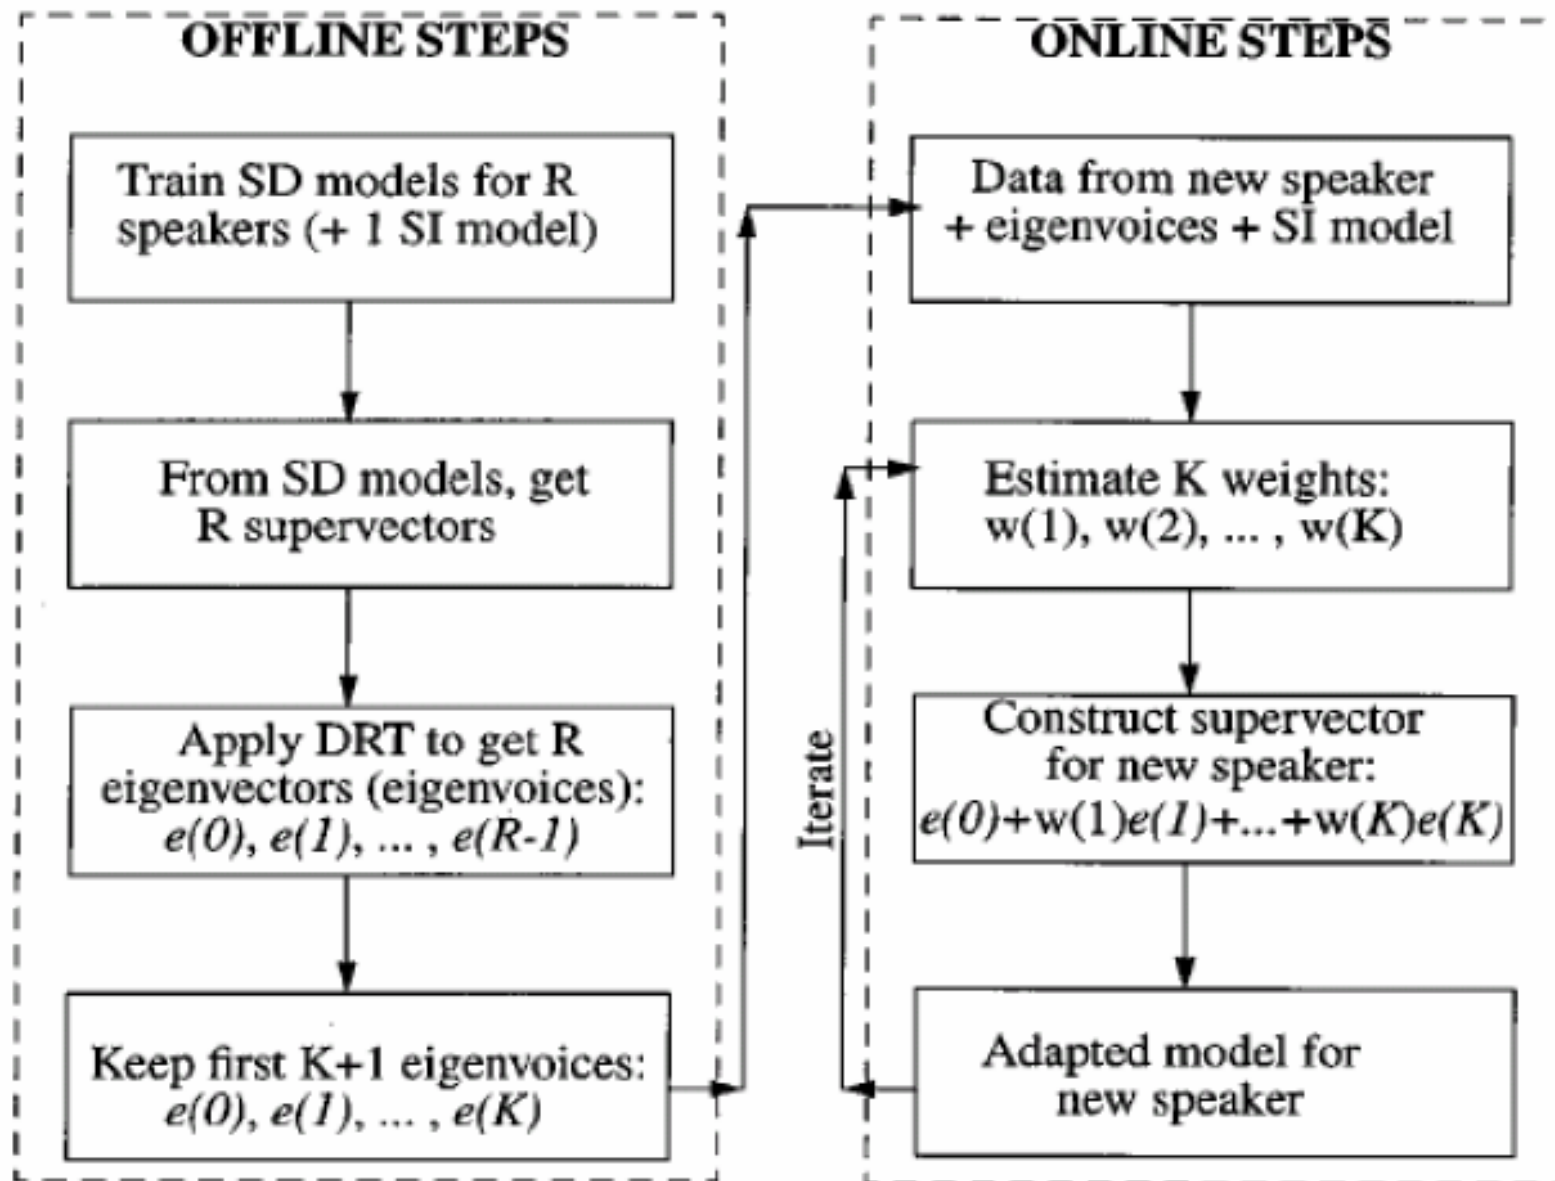 OFFLINE STEPS
Train SD models for R
speakers (+ 1 SI model)
From SD models, get
R supervectors
Apply DRT to get R
eigenvectors (eigenvoices):
e(0), e(1), ... , e(R-1)
Keep first K+1 eigenvoices:
e(0), e(1), ... , e(K)
Iterate
ONLINE STEPS
Data from new speaker
+ eigenvoices + SI model
Estimate K weights:
w(1), w(2), ... , w(K)
Construct supervector
for new speaker:
e(0)+w(1)e(1)+...+w(K)e(K)
Adapted model for
new speaker